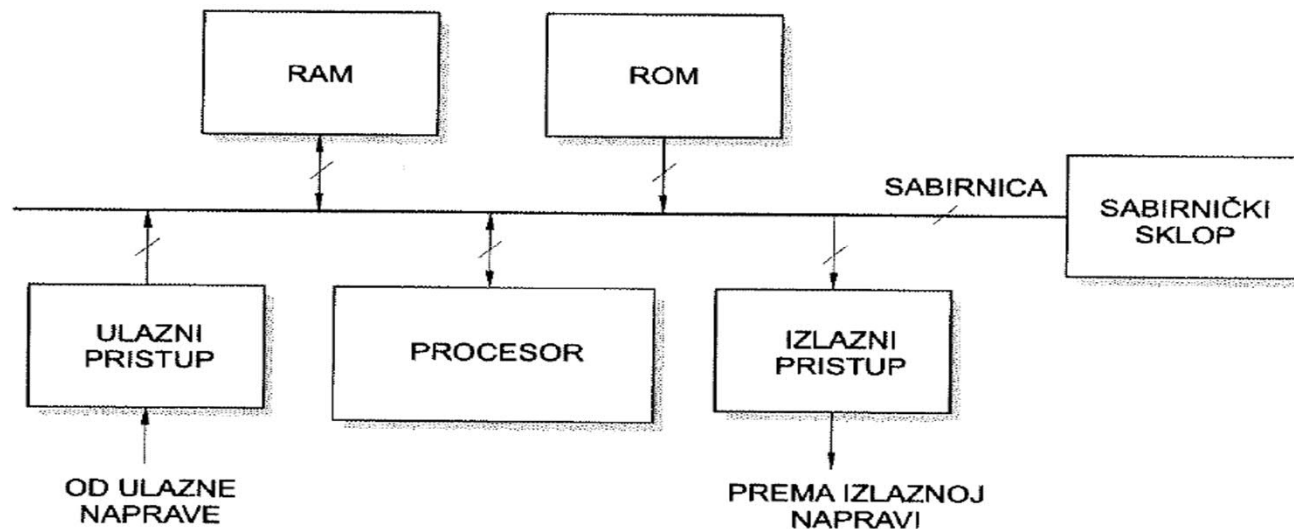 RAM
ROM
SABIRNICA
SABIRNIČKI
SKLOP
ULAZNI
PRISTUP
PROCESOR
IZLAZNI
PRISTUP
OD ULAZNE
NAPRAVE
PREMA IZLAZNOJ
NAPRAVI